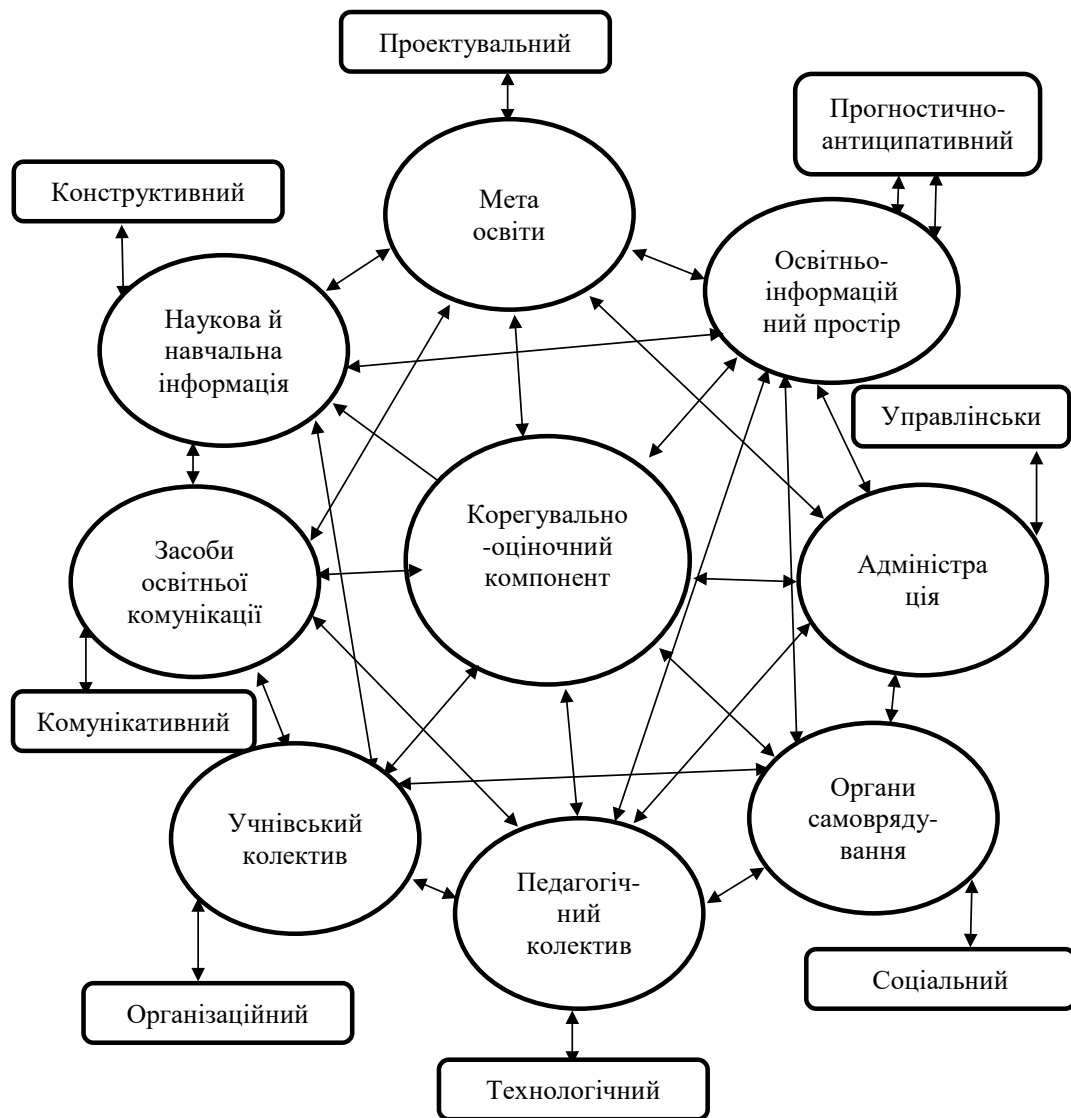 Проектувальний
Прогностично-
антиципативний
Конструктивний
Мета
освіти
Освітньо-
інформацій
ний простір
Наукова й
навчальна
інформація
Управлінськи
Корегувально
-оціночний
компонент
Засоби
освітньої
комунікації
Адміністра
ція
Комунікативний
Органи
самовряду-
вання
Учнівський
колектив
Педагогіч-
ний
колектив
Соціальний
Організаційний
Технологічний